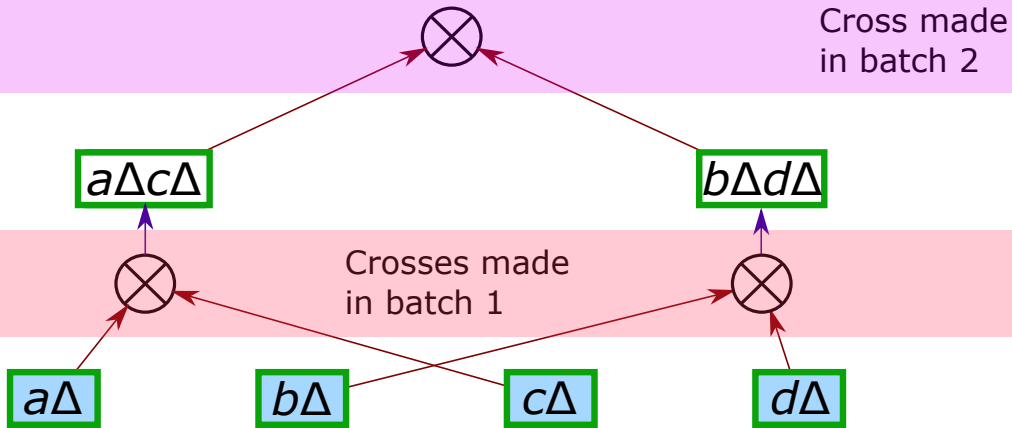 Cross made
in batch 2
aΔcΔ
bΔdΔ
Crosses made
in batch 1
aΔ
bΔ
cΔ
dΔ